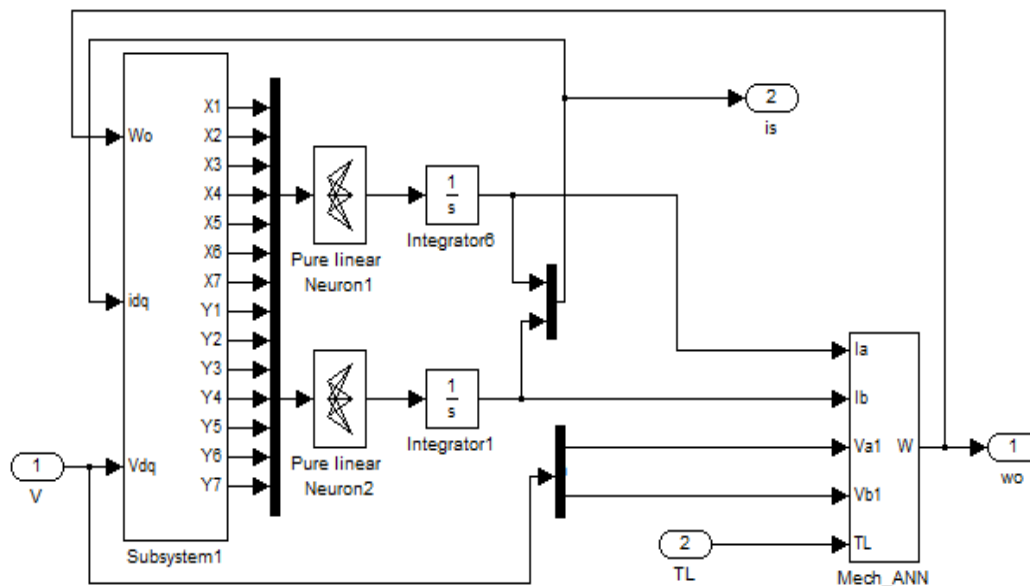 Wo
idq
Vdq
X1
X2
X3
X4
X5
X6
X7
Y1
Y2
Y3
Y4
Y5
Y6
Y7
Subsystem1
1
V
Pure linear
Neuron1
1
s
Integrator6
Pure linear
Neuron2
1
s
Integrator1
2
is
Ia
Ib
Va1
Vb1
TL
W
Mech_ANN
2
TL
1
wo